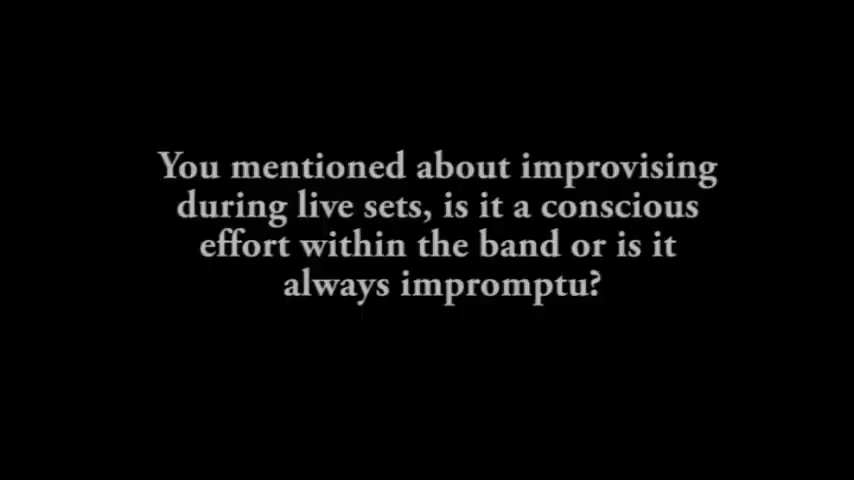 You mentioned about improvising
during live sets, is it a conscious
effort within the band or is it
always impromptu?